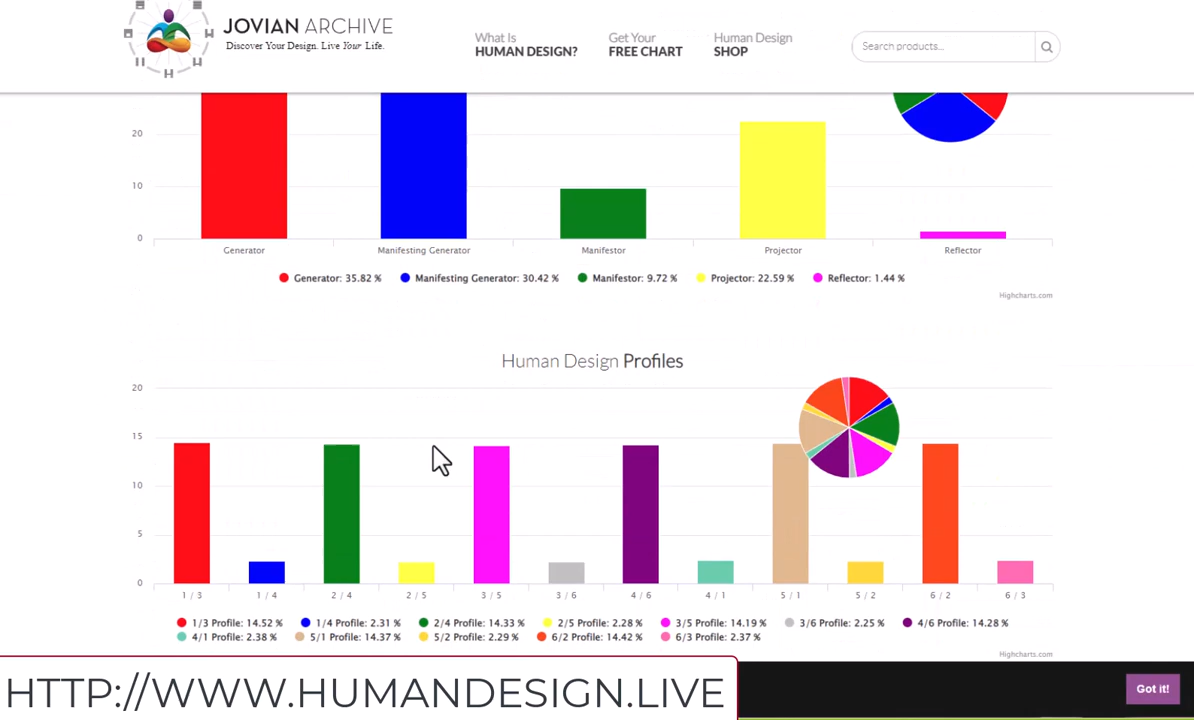 JOVIAN ARCHIVE
Discover Your Design. Live Your Life.
What Is
HUMAN DESIGN?
Get Your
FREE CHART
Human Design
SHOP
Search products...
20
10
0
Generator
Manifesting Generator
Manifestor
Projector
Reflector
Generator: 35.82 %
Manifesting Generator: 30.42 %
Manifestor: 9.72 %
Projector: 22.59 %
Reflector: 1.44 %
Highcharts.com
Human Design Profiles
20
15
10
5
0
1 / 3
1 / 4
2 / 4
2 / 5
3 / 5
3 / 6
4 / 6
4 / 1
5 / 1
5 / 2
6 / 2
6 / 3
1/3 Profile: 14.52 %
1/4 Profile: 2.31 %
2/4 Profile: 14.33 %
2/5 Profile: 2.28 %
3/5 Profile: 14.19 %
3/6 Profile: 2.25 %
4/6 Profile: 14.28 %
4/1 Profile: 2.38 %
5/1 Profile: 14.37 %
5/2 Profile: 2.29 %
6/2 Profile: 14.42 %
6/3 Profile: 2.37 %
Highcharts.com
HTTP://WWW.HUMANDESIGN.LIVE
Got it!